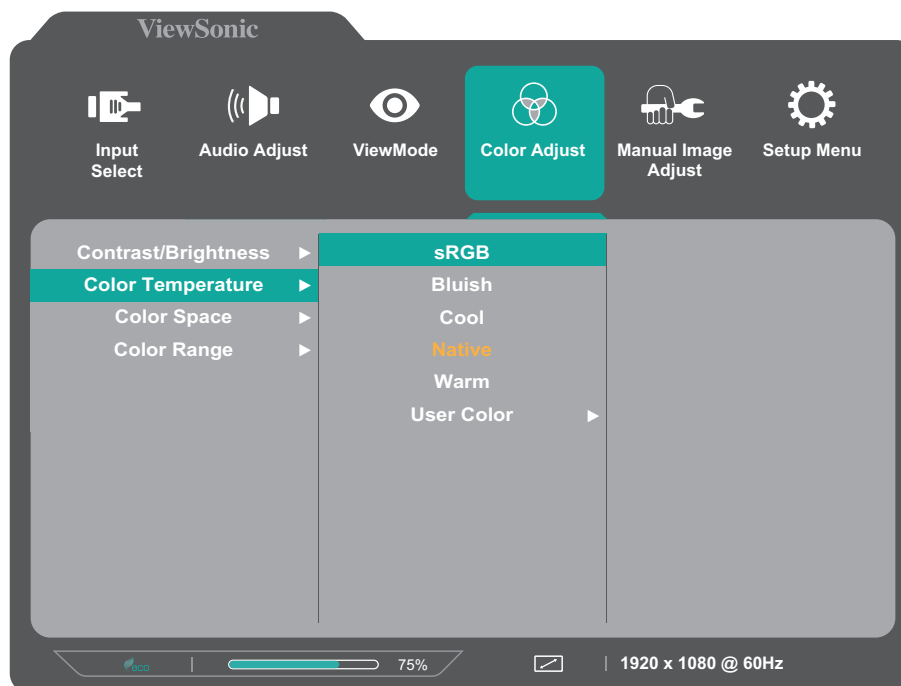 ViewSonic
Input Select
Audio Adjust
ViewMode
Color Adjust
Manual Image Adjust
Setup Menu
Contrast/Brightness
Color Temperature
Color Space
Color Range
sRGB
Bluish
Cool
Native
Warm
User Color
eco
75%
1920 x 1080 @ 60Hz